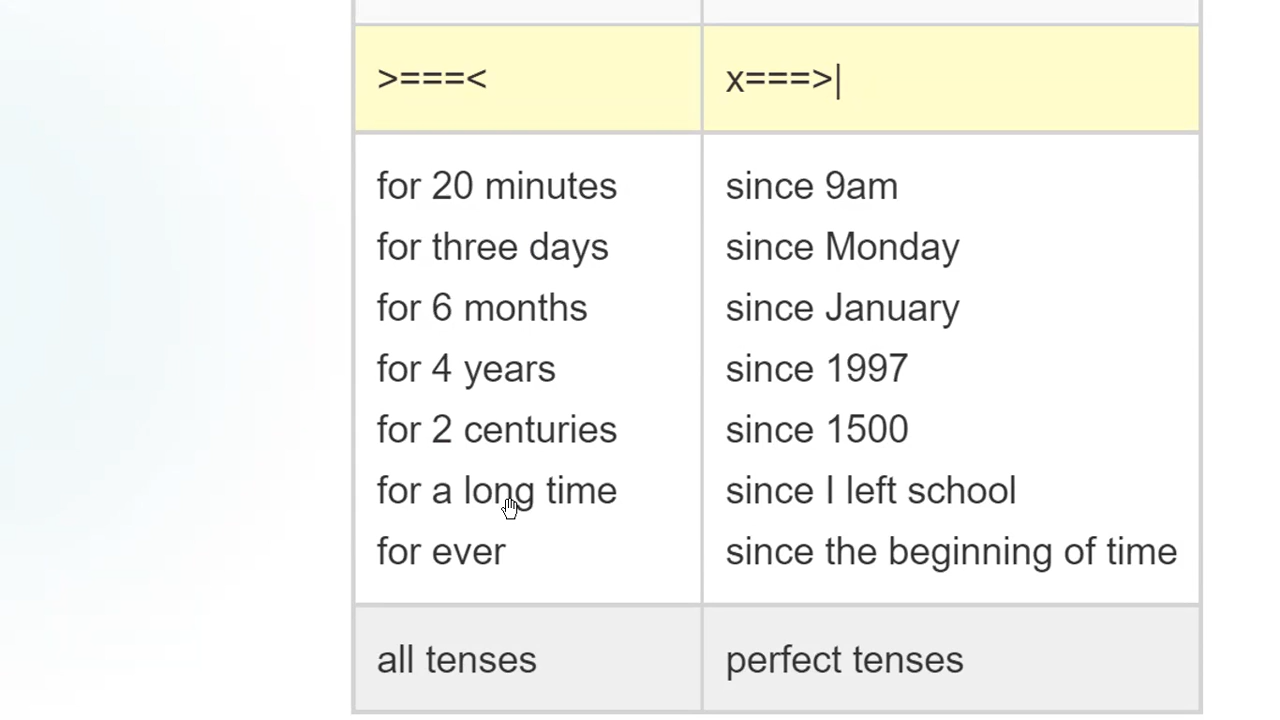 >===<
x===>|
for 20 minutes
for three days
for 6 months
for 4 years
for 2 centuries
for a long time
for ever
since 9am
since Monday
since January
since 1997
since 1500
since I left school
since the beginning of time
all tenses
perfect tenses